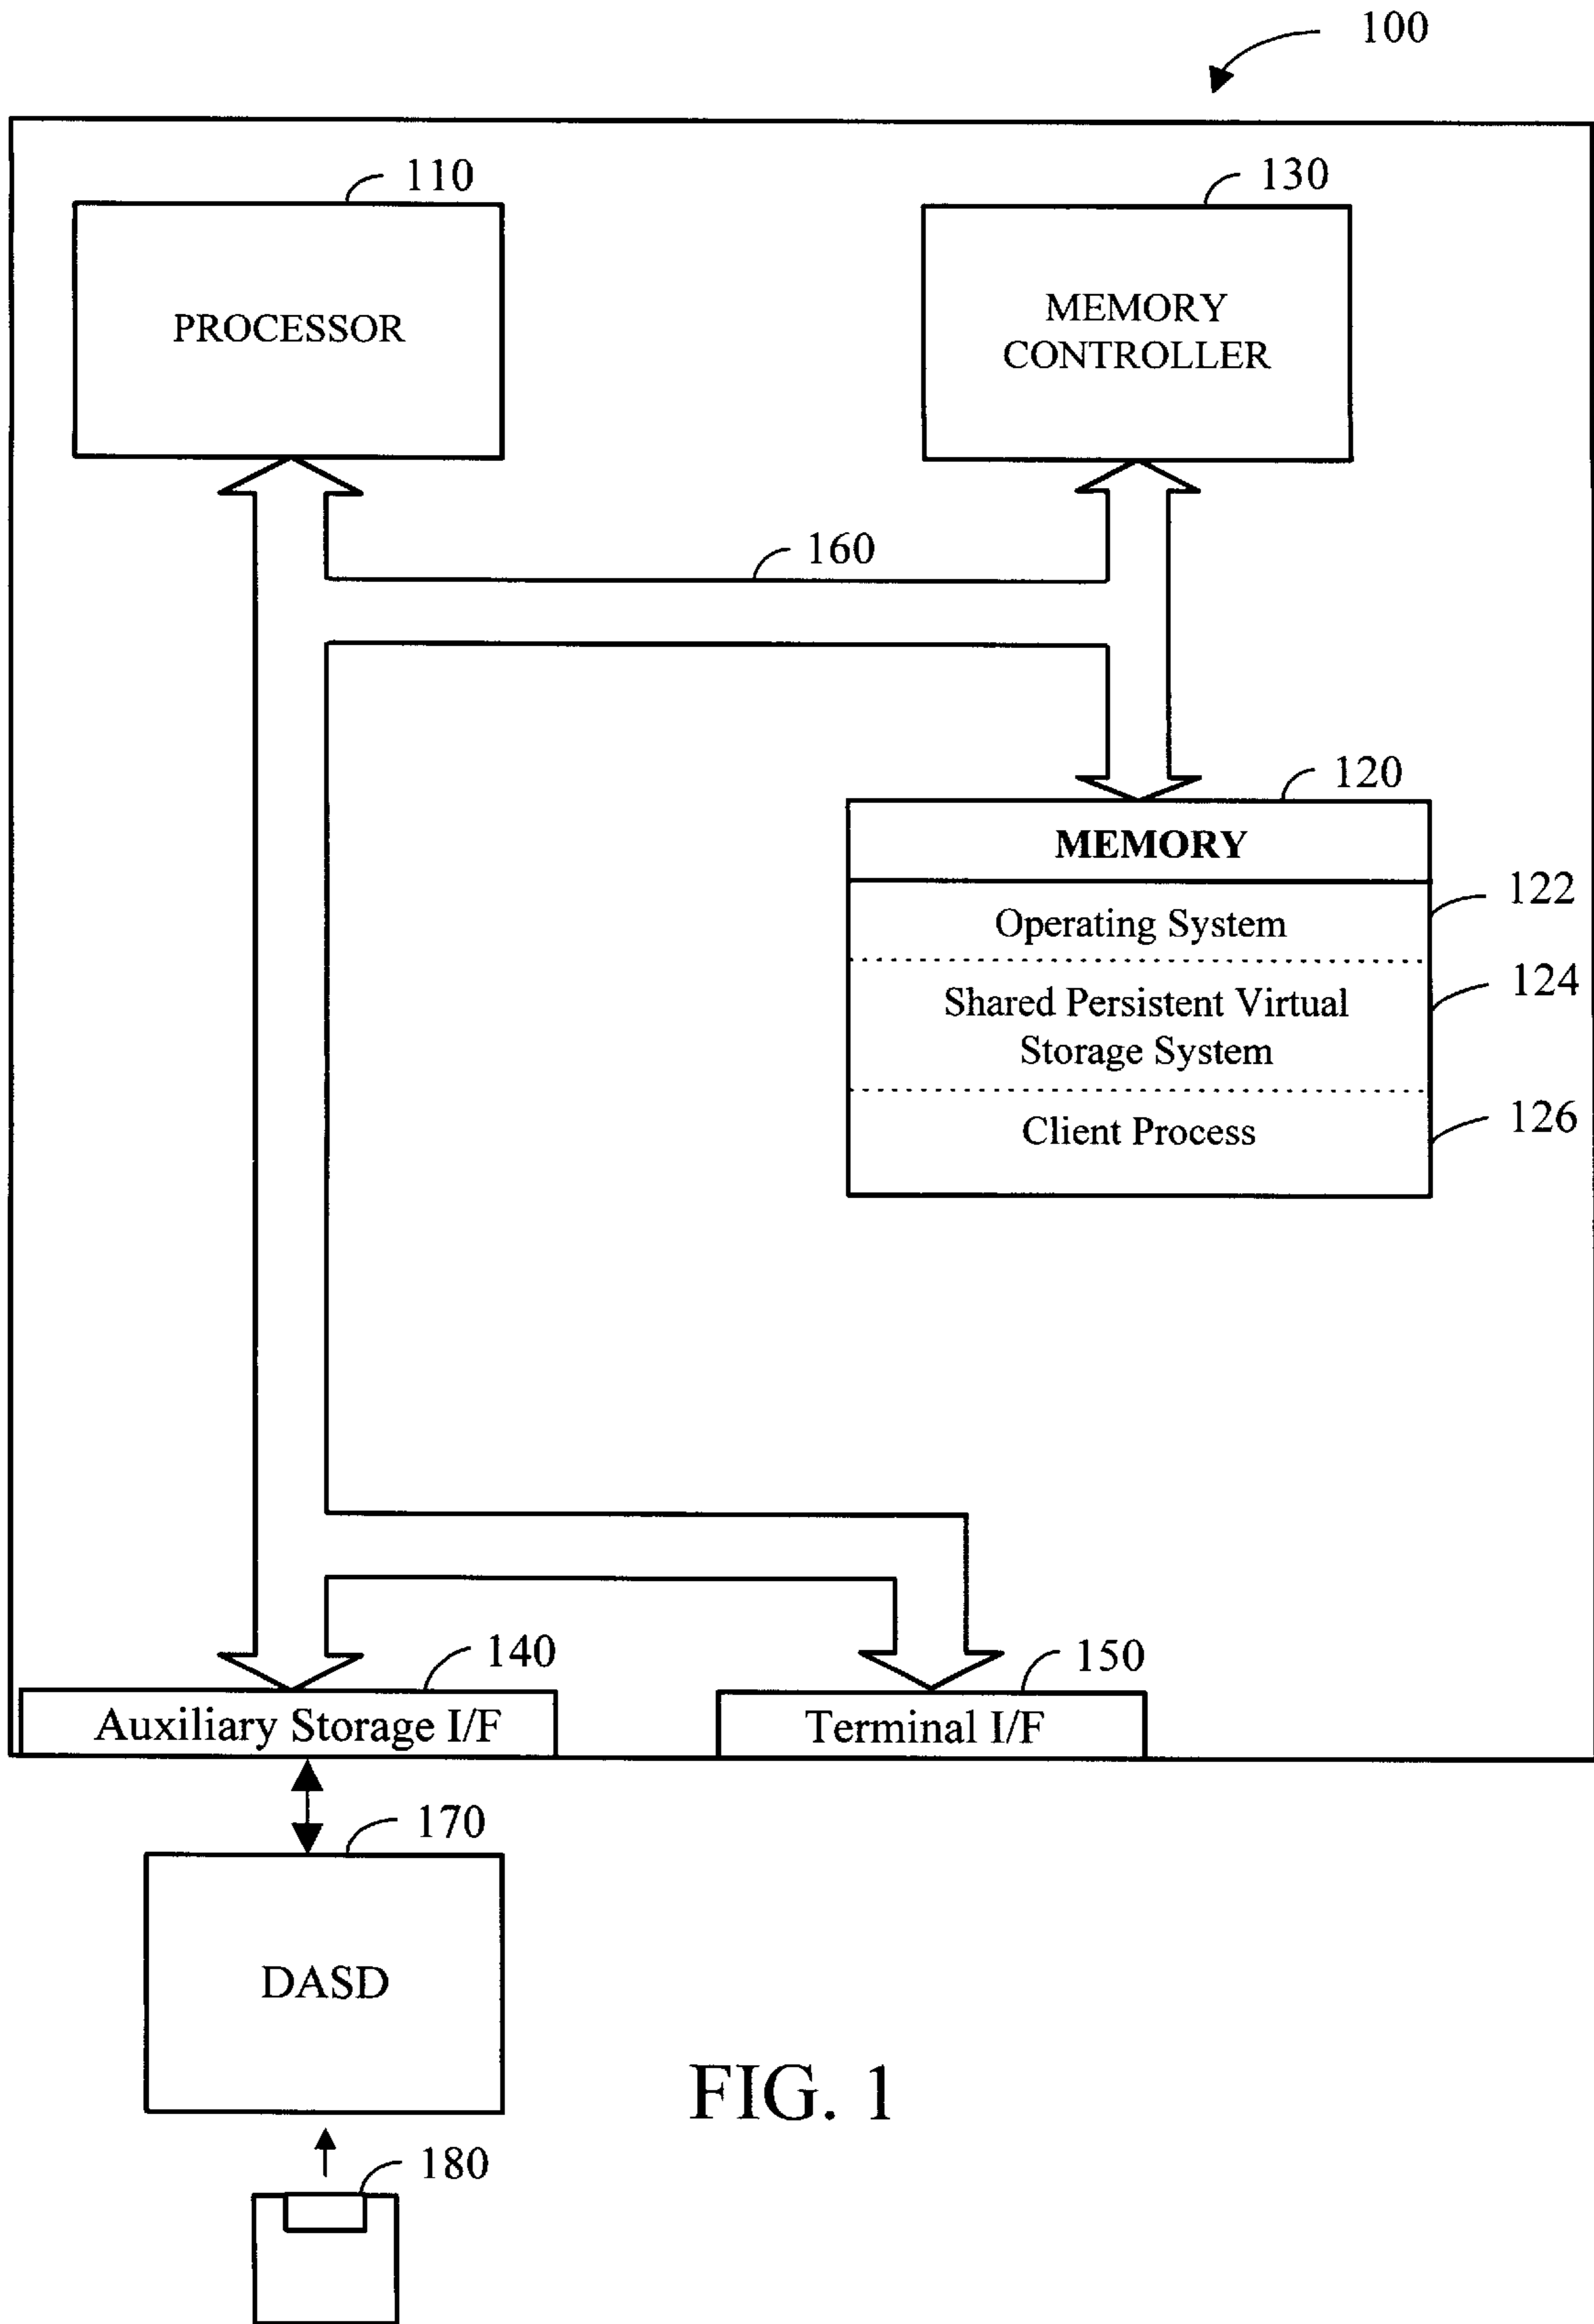 100
110
130
PROCESSOR
MEMORY
CONTROLLER
160
120
MEMORY
122
Operating System
124
Shared Persistent Virtual
Storage System
126
Client Process
140
150
Auxiliary Storage I/F
Terminal I/F
170
DASD
FIG. 1
180